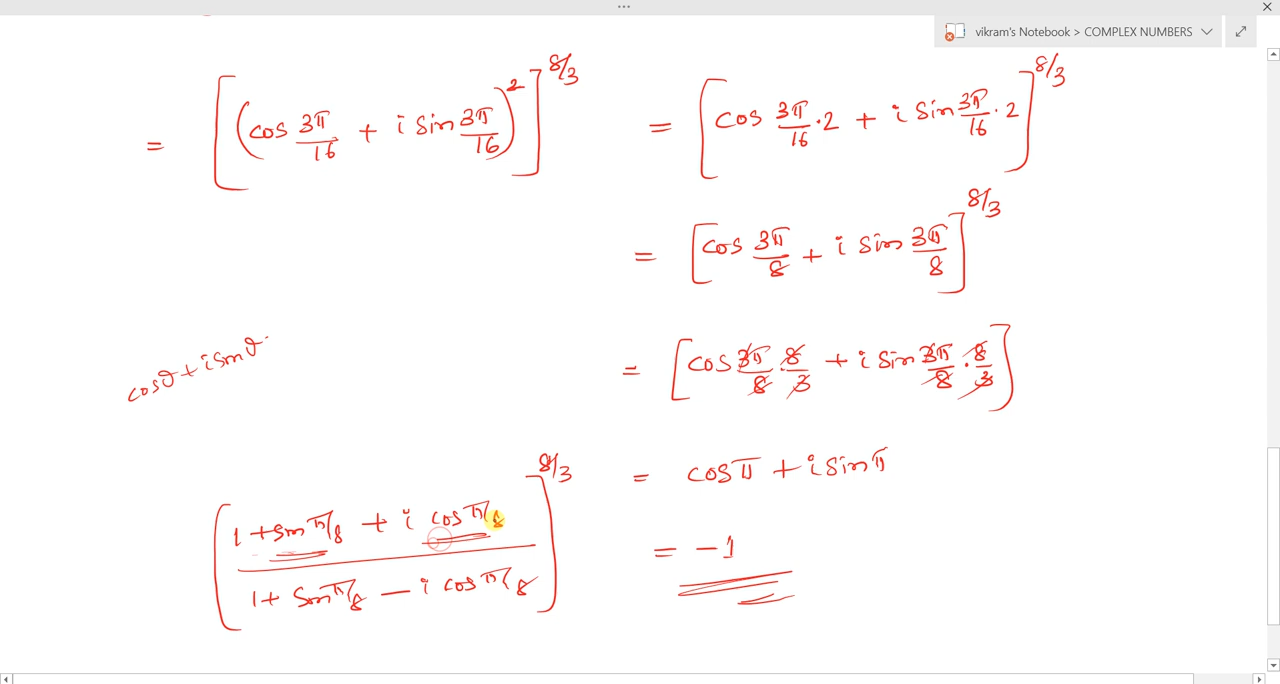 vikram's Notebook > COMPLEX NUMBERS
= [(cos 3π/16 + i sin 3π/16)^2]^8/3 = [cos 3π/16 · 2 + i sin 3π/16 · 2]^8/3
= [cos 3π/8 + i sin 3π/8]^8/3
cosθ + i sinθ
= [cos 3π/8 · 8/3 + i sin 3π/8 · 8/3]
= cosπ + i sinπ
[(1 + sin π/8 + i cos π/8) / (1 + sin π/8 − i cos π/8)]^8/3
= −1